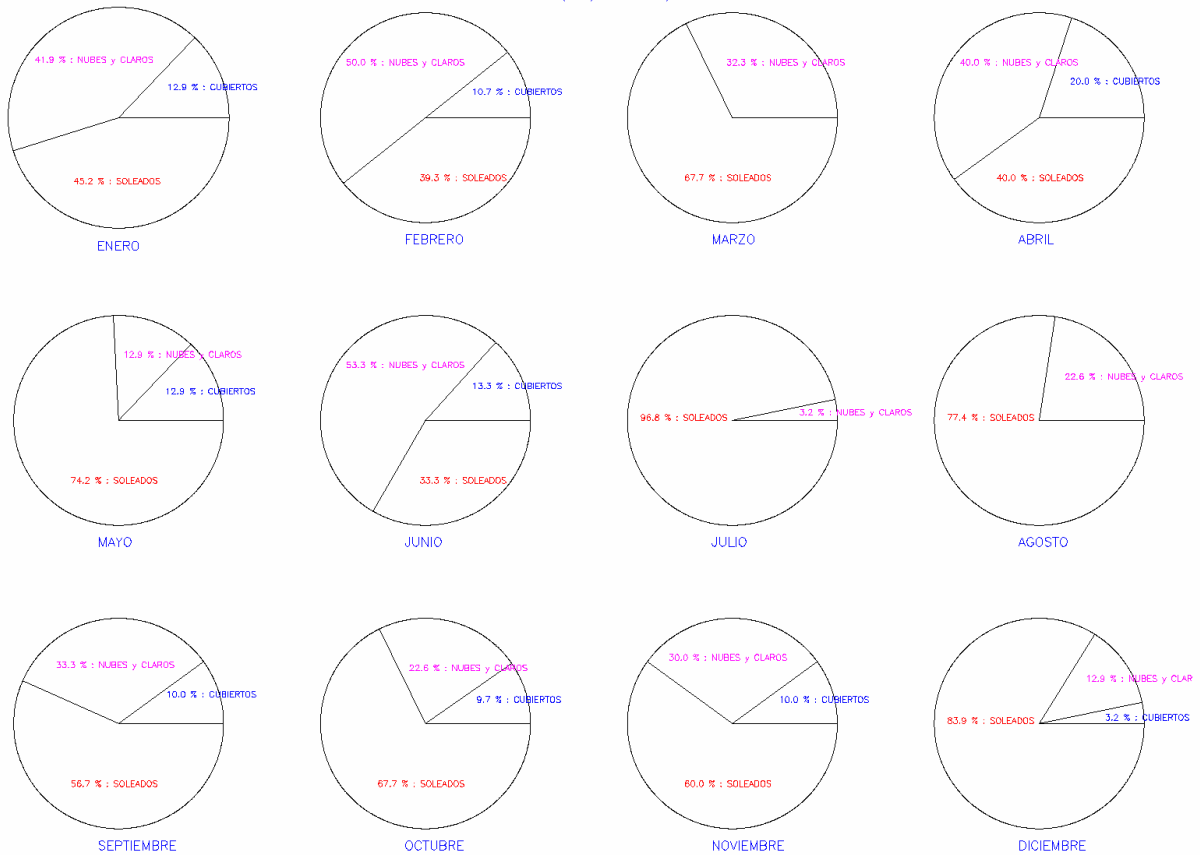 41.9 % : NUBES y CLAROS
12.9 % : CUBIERTOS
45.2 % : SOLEADOS
ENERO
50.0 % : NUBES y CLAROS
10.7 % : CUBIERTOS
39.3 % : SOLEADOS
FEBRERO
32.3 % : NUBES y CLAROS
67.7 % : SOLEADOS
MARZO
40.0 % : NUBES y CLAROS
20.0 % : CUBIERTOS
40.0 % : SOLEADOS
ABRIL
12.9 % : NUBES y CLAROS
12.9 % : CUBIERTOS
74.2 % : SOLEADOS
MAYO
53.3 % : NUBES y CLAROS
13.3 % : CUBIERTOS
33.3 % : SOLEADOS
JUNIO
96.8 % : SOLEADOS
3.2 % : NUBES y CLAROS
JULIO
22.6 % : NUBES y CLAROS
77.4 % : SOLEADOS
AGOSTO
33.3 % : NUBES y CLAROS
10.0 % : CUBIERTOS
56.7 % : SOLEADOS
SEPTIEMBRE
22.6 % : NUBES y CLAROS
9.7 % : CUBIERTOS
67.7 % : SOLEADOS
OCTUBRE
30.0 % : NUBES y CLAROS
10.0 % : CUBIERTOS
60.0 % : SOLEADOS
NOVIEMBRE
12.9 % : NUBES y CLAR
3.2 % : CUBIERTOS
83.9 % : SOLEADOS
DICIEMBRE